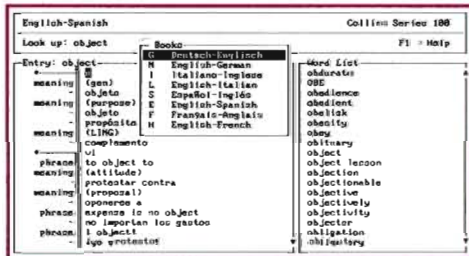 English-Spanish Collins Series 100
Look up: object F1 = Help
Books
G Deutsch-Englisch
N English-German
I Italiano-Inglese
L English-Italian
S Español-Inglés
E English-Spanish
F Français-Anglais
H English-French
Entry: object
meaning (gen)
- objeto
meaning (purpose)
- objeto
- propósito
meaning (LING)
- complemento
vi
phrase to object to
meaning (attitude)
- protestar contra
meaning (proposal)
- oponerse a
phrase expense is no object
- no importan los gastos
phrase I object!
- ¡yo protesto!
Word List
obdurate
OBE
obedience
obedient
obelisk
obesity
obey
obituary
object
object lesson
objection
objectionable
objective
objectively
objectivity
objector
obligation
obligatory